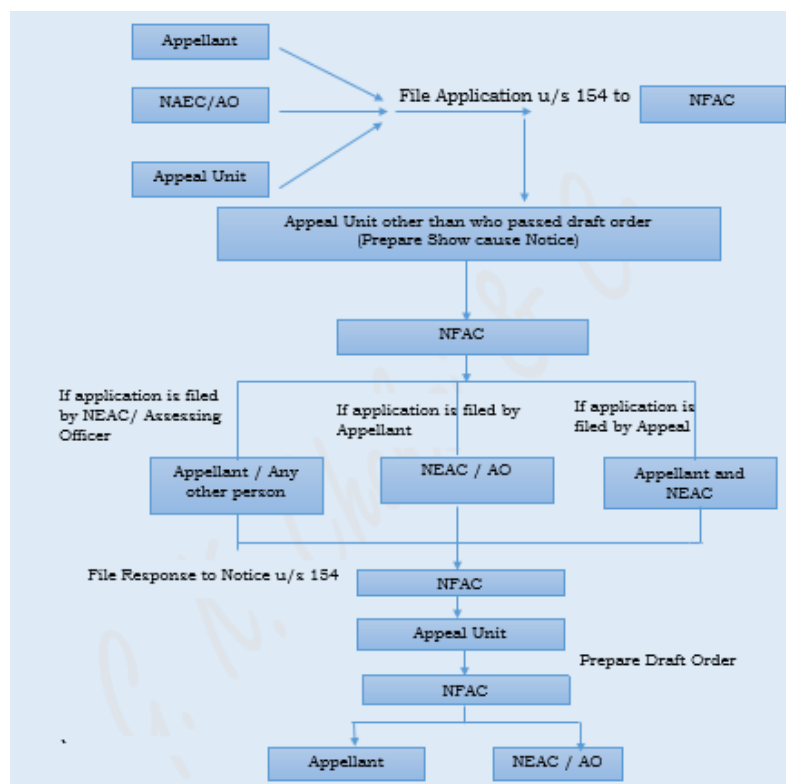 Appellant
NAEC/AO
File Application u/s 154 to
NFAC
Appeal Unit
Appeal Unit other than who passed draft order
(Prepare Show cause Notice)
NFAC
If application is filed
by NEAC/ Assessing
Officer
If application is filed by
Appellant
If application is
filed by Appeal
Appellant / Any
other person
NEAC / AO
Appellant and
NEAC
File Response to Notice u/s 154
NFAC
Appeal Unit
Prepare Draft Order
NFAC
Appellant
NEAC / AO